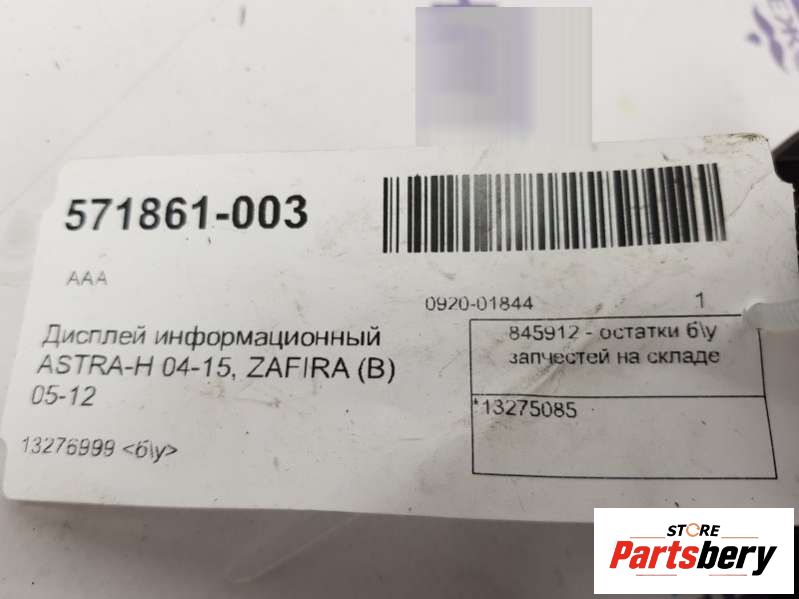 571861-003
AAA
0920-01844 1
Дисплей информационный
ASTRA-H 04-15, ZAFIRA (B)
05-12
13276999 <б\у>
845912 - остатки б\у
запчестей на складе
*13275085
STORE
Partsbery